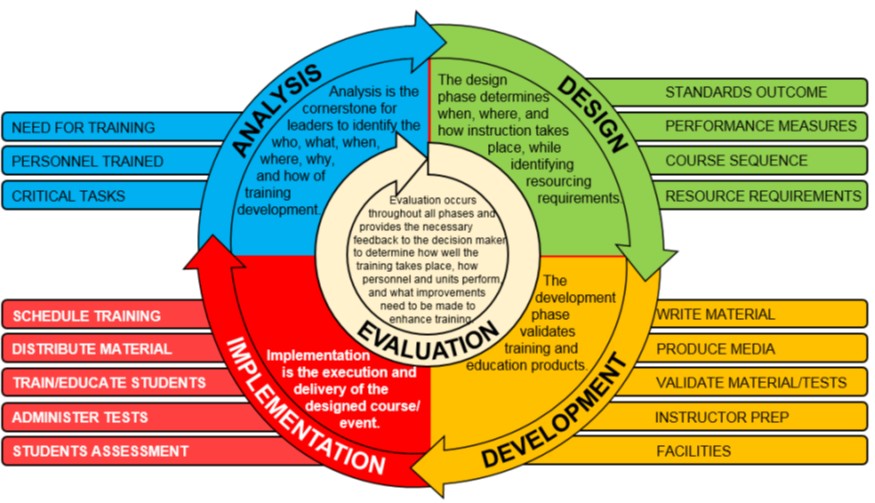 ANALYSIS
Analysis is the
cornerstone for
leaders to identify the
who, what, when,
where, why,
and how of
training
development.
NEED FOR TRAINING
PERSONNEL TRAINED
CRITICAL TASKS
DESIGN
The design
phase determines
when, where, and
how instruction takes
place, while
identifying
resourcing
requirements.
STANDARDS OUTCOME
PERFORMANCE MEASURES
COURSE SEQUENCE
RESOURCE REQUIREMENTS
Evaluation occurs
throughout all phases and
provides the necessary
feedback to the decision maker
to determine how well the
training takes place, how
personnel and units perform,
and what improvements
need to be made to
enhance training.
EVALUATION
The
development
phase
validates
training and
education products.
DEVELOPMENT
WRITE MATERIAL
PRODUCE MEDIA
VALIDATE MATERIAL/TESTS
INSTRUCTOR PREP
FACILITIES
Implementation
is the execution and
delivery of the
designed course/
event.
IMPLEMENTATION
SCHEDULE TRAINING
DISTRIBUTE MATERIAL
TRAIN/EDUCATE STUDENTS
ADMINISTER TESTS
STUDENTS ASSESSMENT